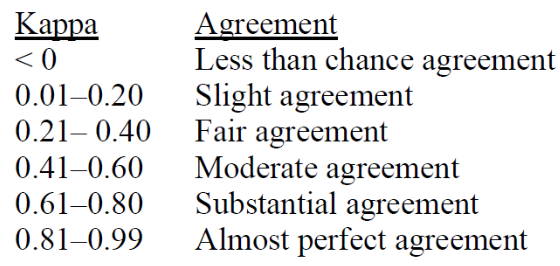 Kappa Agreement
< 0 Less than chance agreement
0.01–0.20 Slight agreement
0.21– 0.40 Fair agreement
0.41–0.60 Moderate agreement
0.61–0.80 Substantial agreement
0.81–0.99 Almost perfect agreement